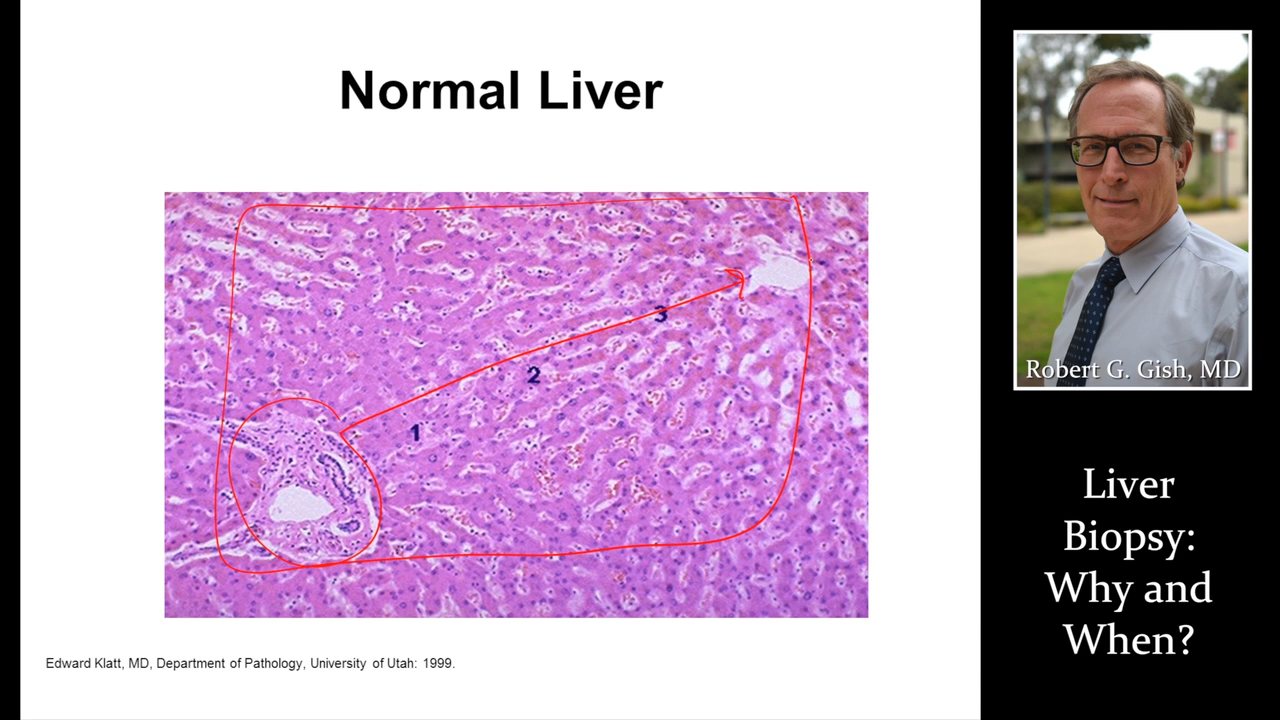 Normal Liver
3
2
1
Edward Klatt, MD, Department of Pathology, University of Utah: 1999.
Robert G. Gish, MD
Liver
Biopsy:
Why and
When?